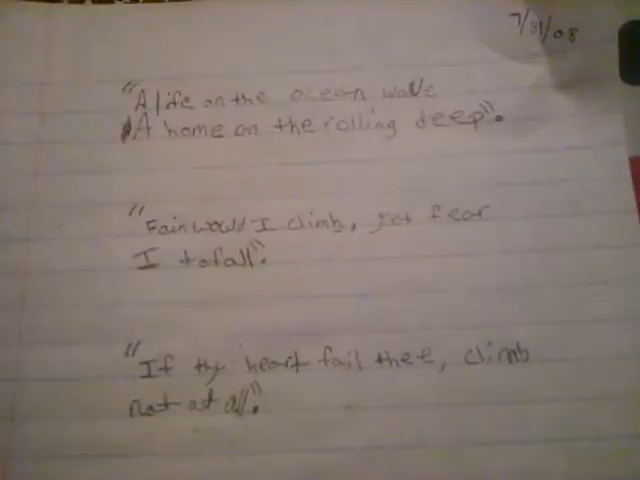 7/31/08
"A life on the ocean wave
A home on the rolling deep".
"Fain would I climb, yet fear
I to fall".
"If thy heart fail thee, climb
not at all".